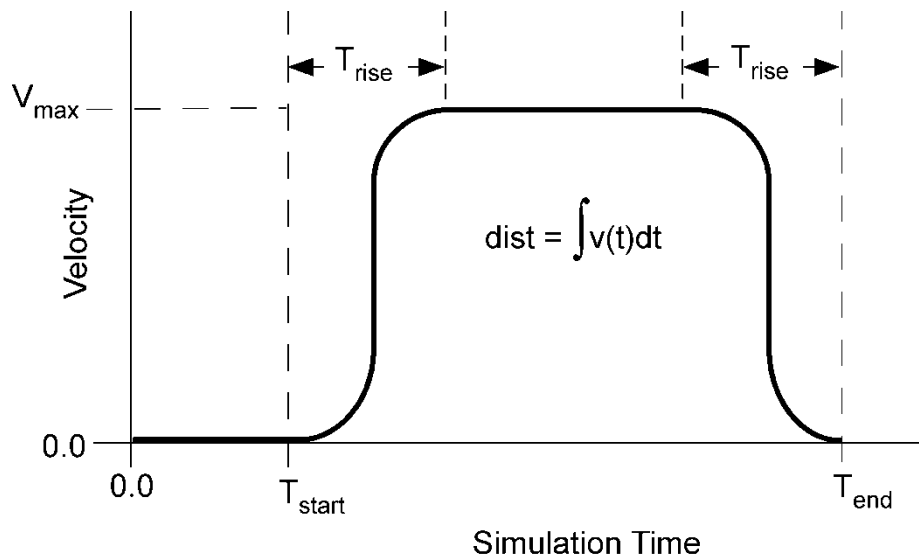 T_rise
T_rise
V_max
Velocity
dist = ∫v(t)dt
0.0
0.0
T_start
T_end
Simulation Time